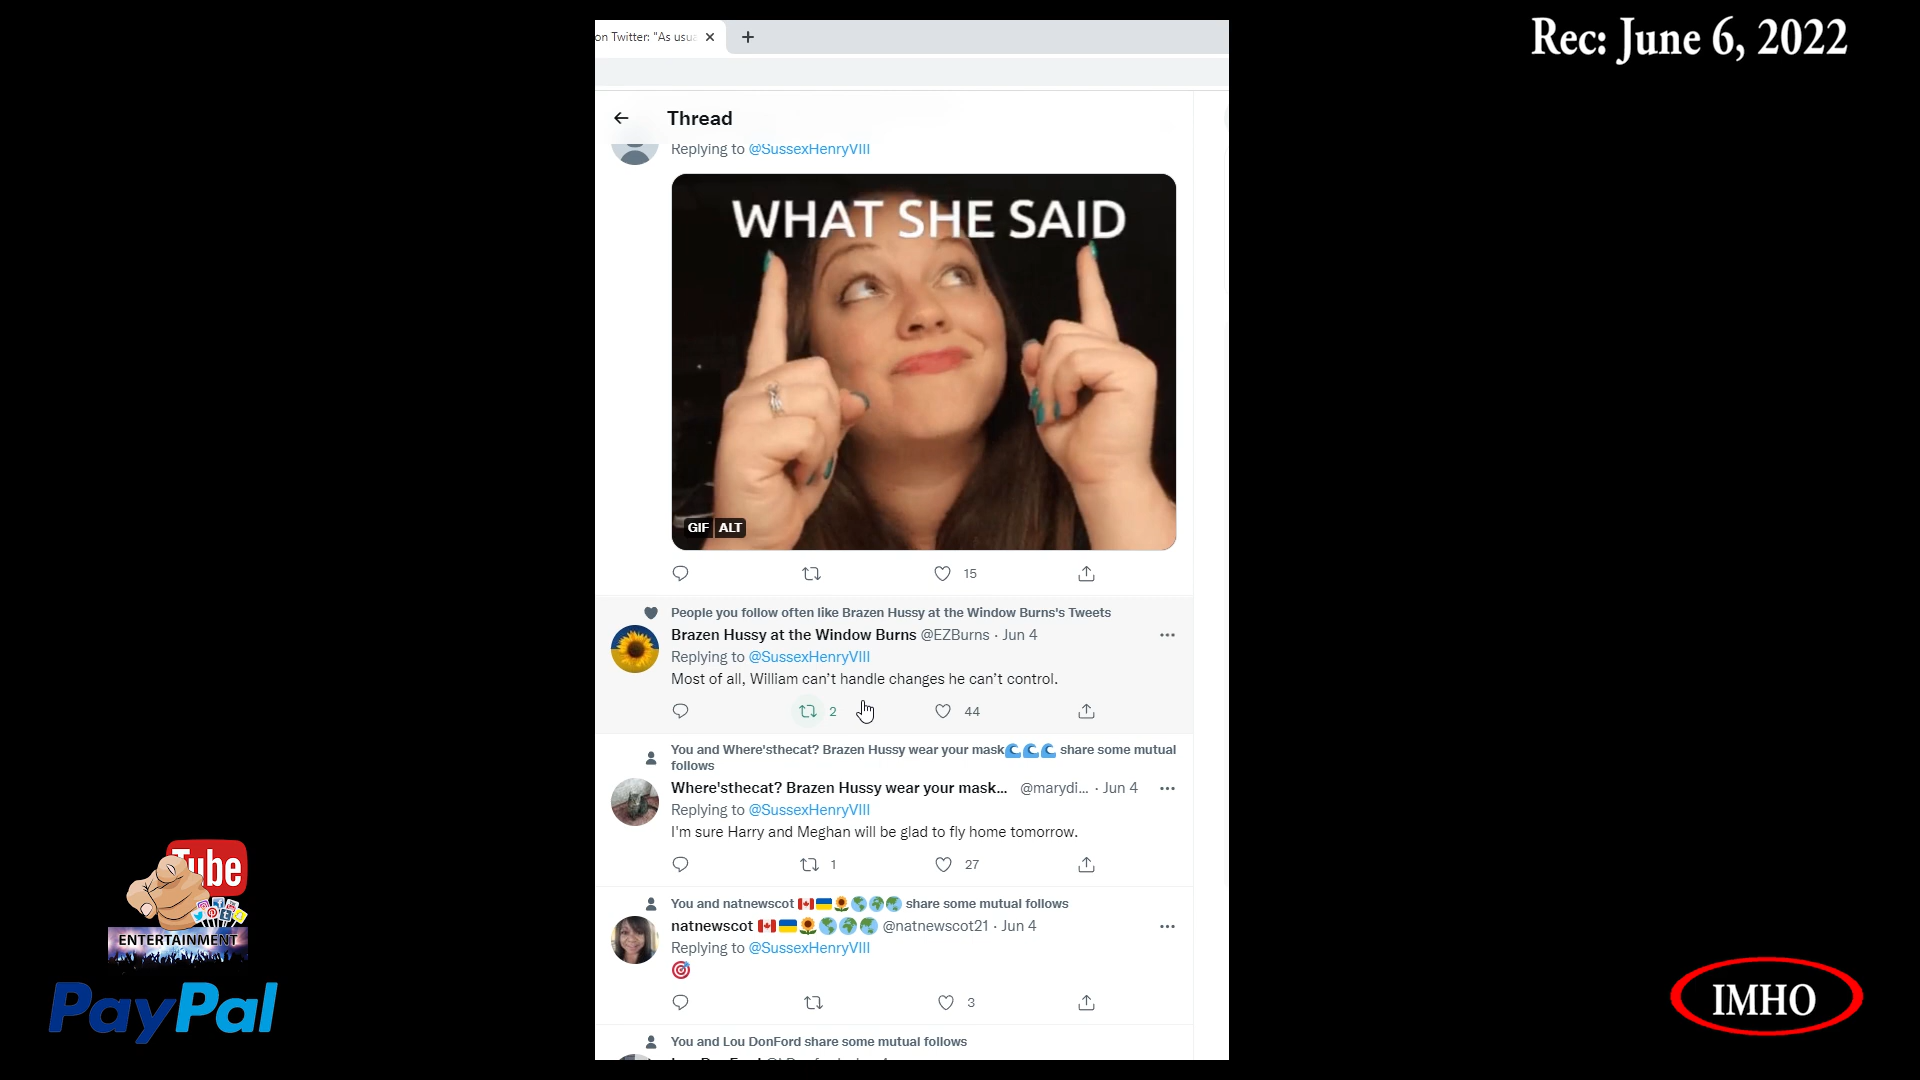 Rec: June 6, 2022
on Twitter: "As usua
Thread
Replying to @SussexHenryVIII
WHAT SHE SAID
GIF ALT
15
People you follow often like Brazen Hussy at the Window Burns's Tweets
Brazen Hussy at the Window Burns @EZBurns · Jun 4
Replying to @SussexHenryVIII
Most of all, William can't handle changes he can't control.
2 44
You and Where'sthecat? Brazen Hussy wear your mask🌊🌊🌊 share some mutual
follows
Where'sthecat? Brazen Hussy wear your mask... @marydi... · Jun 4
Replying to @SussexHenryVIII
I'm sure Harry and Meghan will be glad to fly home tomorrow.
1 27
You and natnewscot 🇨🇦🇺🇦🌻🌎🌍🌏 share some mutual follows
natnewscot 🇨🇦🇺🇦🌻🌎🌍🌏 @natnewscot21 · Jun 4
Replying to @SussexHenryVIII
🎯
3
You and Lou DonFord share some mutual follows
Tube
ENTERTAINMENT
PayPal
IMHO